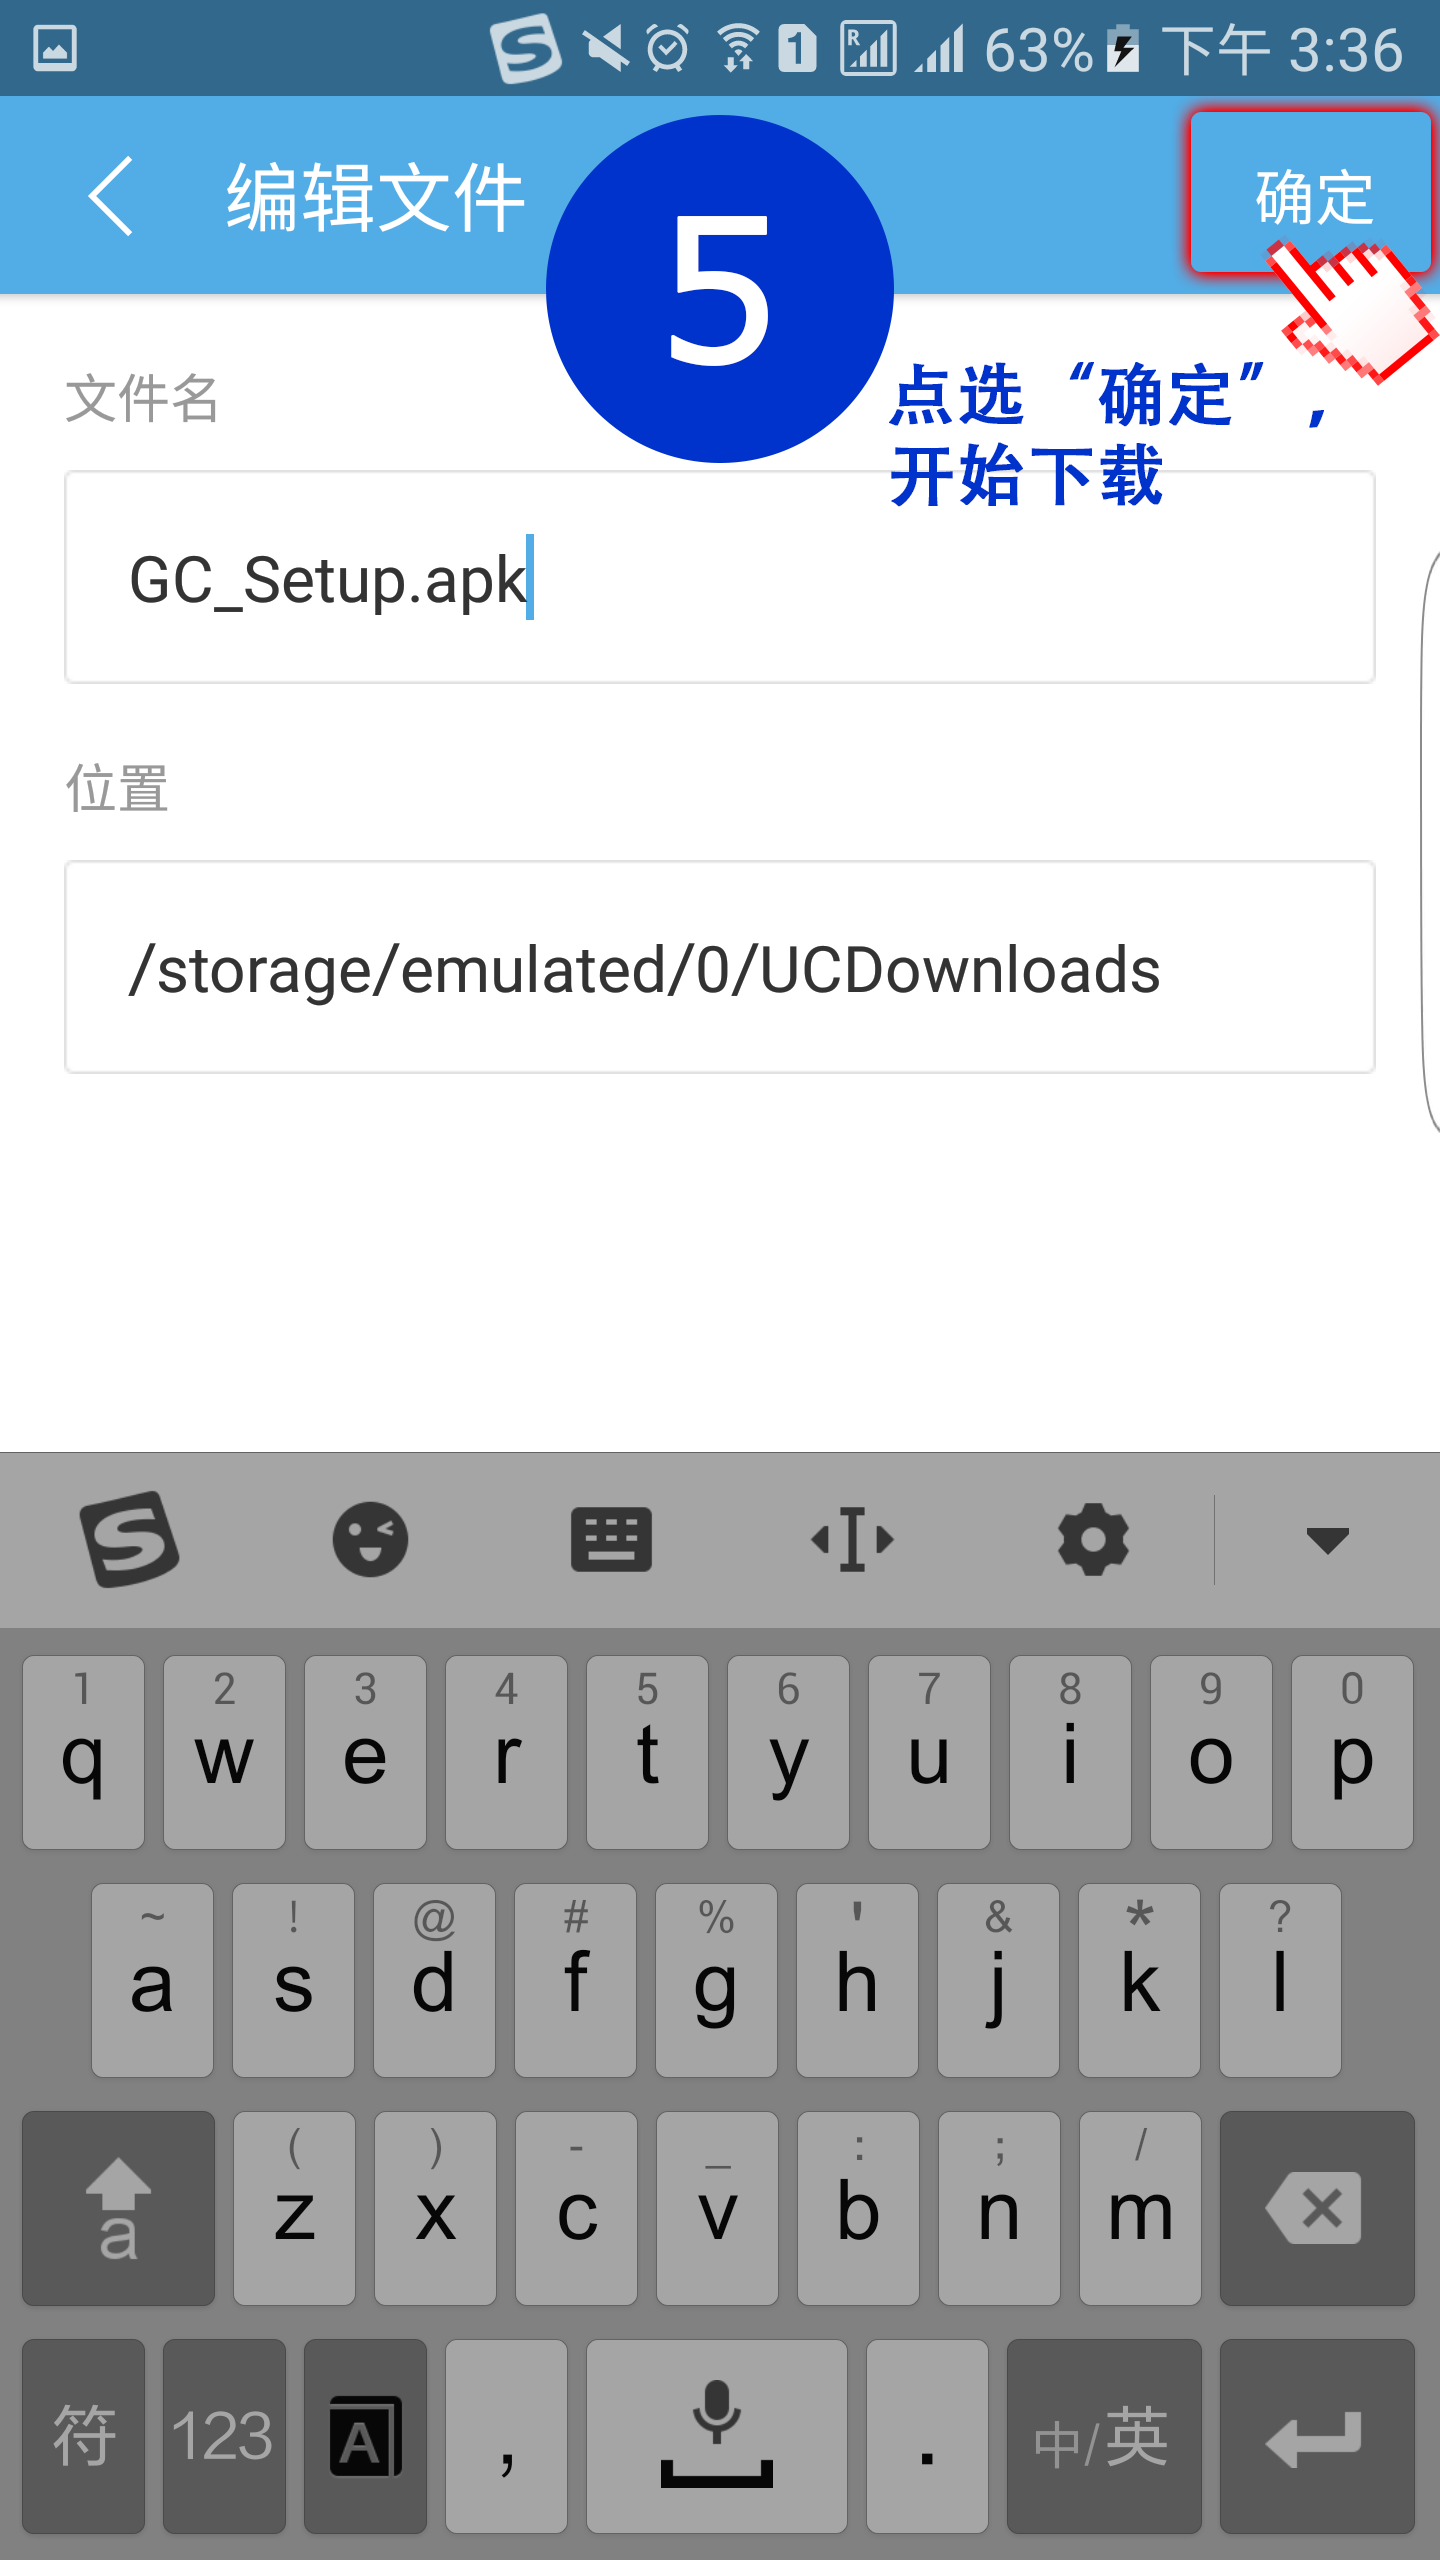 63% 下午 3:36
编辑文件
5
确定
点选“确定”,
开始下载
文件名
GC_Setup.apk
位置
/storage/emulated/0/UCDownloads
1 2 3 4 5 6 7 8 9 0
q w e r t y u i o p
~ ! @ # % ' & * ?
a s d f g h j k l
( ) - _ : ; /
a z x c v b n m
符 123 A , . 中/英